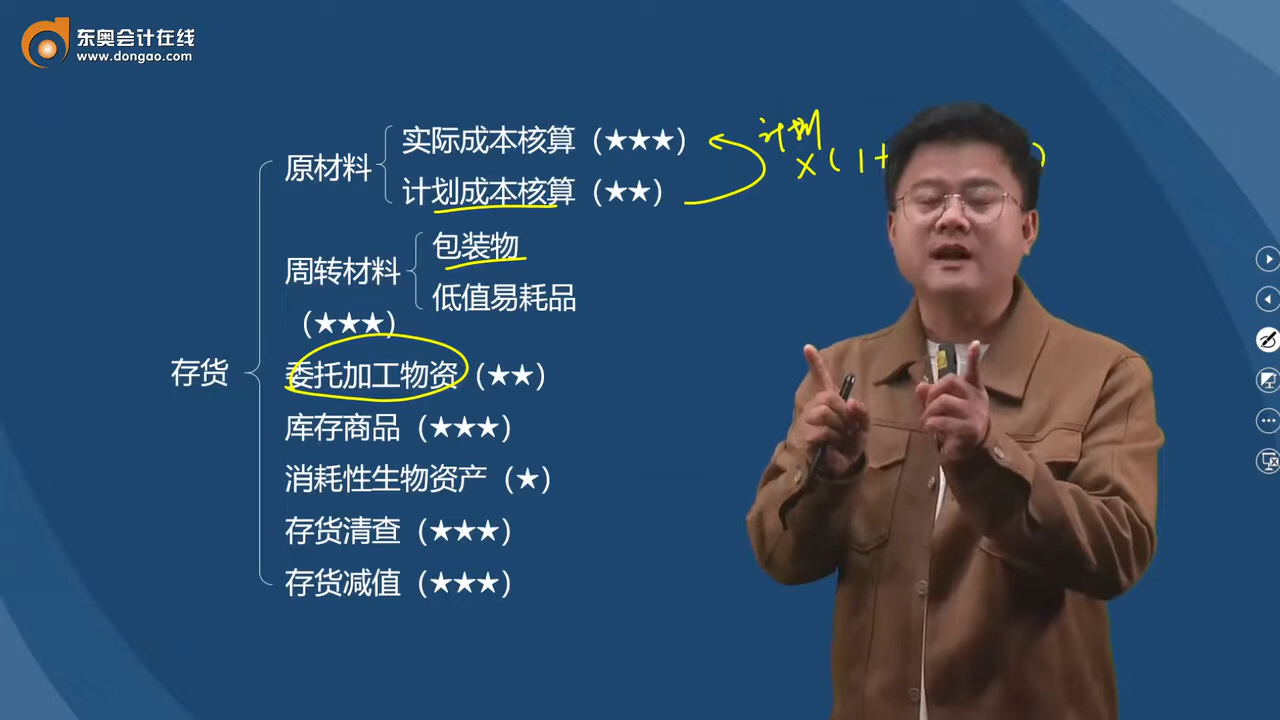 东奥会计在线
www.dongao.com
实际成本核算（★★★）
原材料
计划成本核算（★★）
计划
×(1+
)
包装物
周转材料
低值易耗品
（★★★）
存货
委托加工物资（★★）
库存商品（★★★）
消耗性生物资产（★）
存货清查（★★★）
存货减值（★★★）